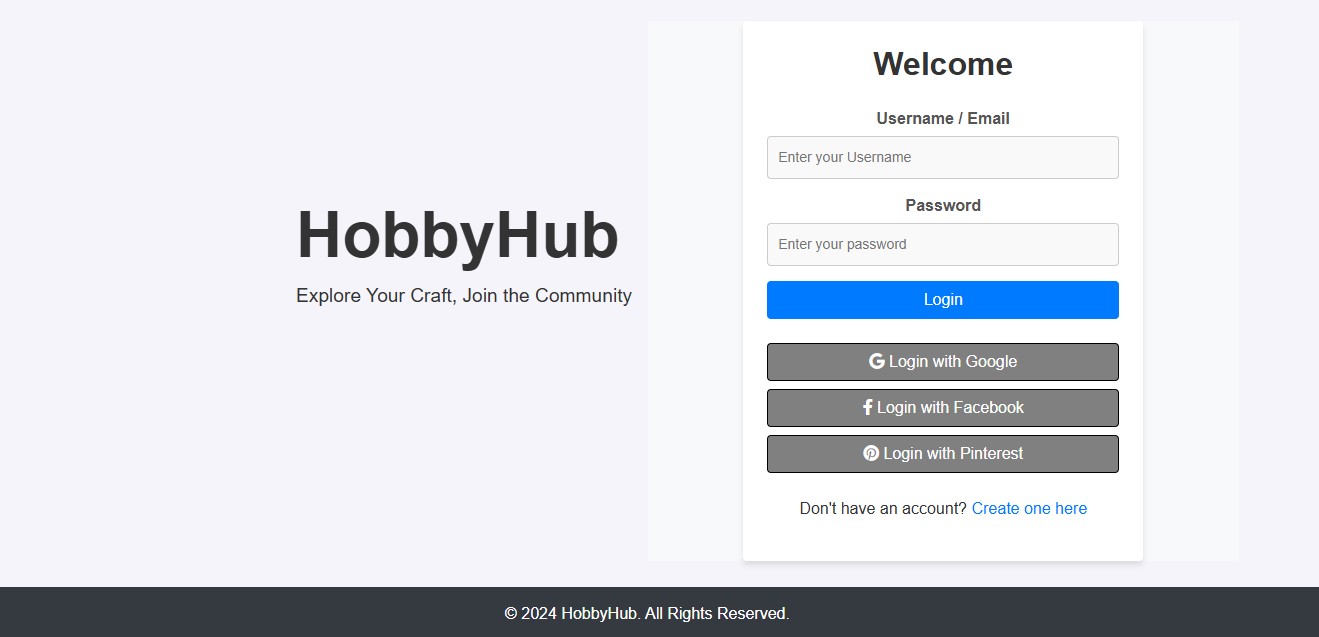 HobbyHub
Explore Your Craft, Join the Community
Welcome
Username / Email
Enter your Username
Password
Enter your password
Login
Login with Google
Login with Facebook
Login with Pinterest
Don't have an account? Create one here
© 2024 HobbyHub. All Rights Reserved.